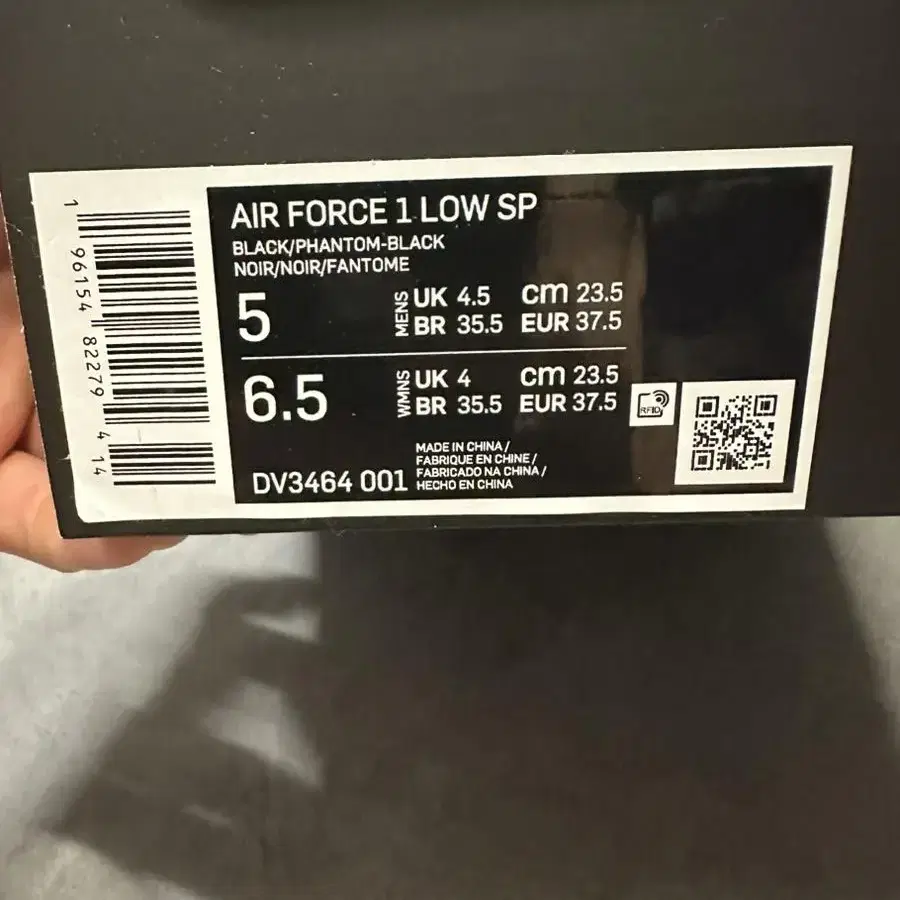 AIR FORCE 1 LOW SP
BLACK/PHANTOM-BLACK
NOIR/NOIR/FANTOME
5 MENS UK 4.5 cm 23.5
BR 35.5 EUR 37.5
6.5 WMNS UK 4 cm 23.5
BR 35.5 EUR 37.5
RFID
MADE IN CHINA /
FABRIQUE EN CHINE /
FABRICADO NA CHINA /
HECHO EN CHINA
DV3464 001
1 96154 82279 4 14